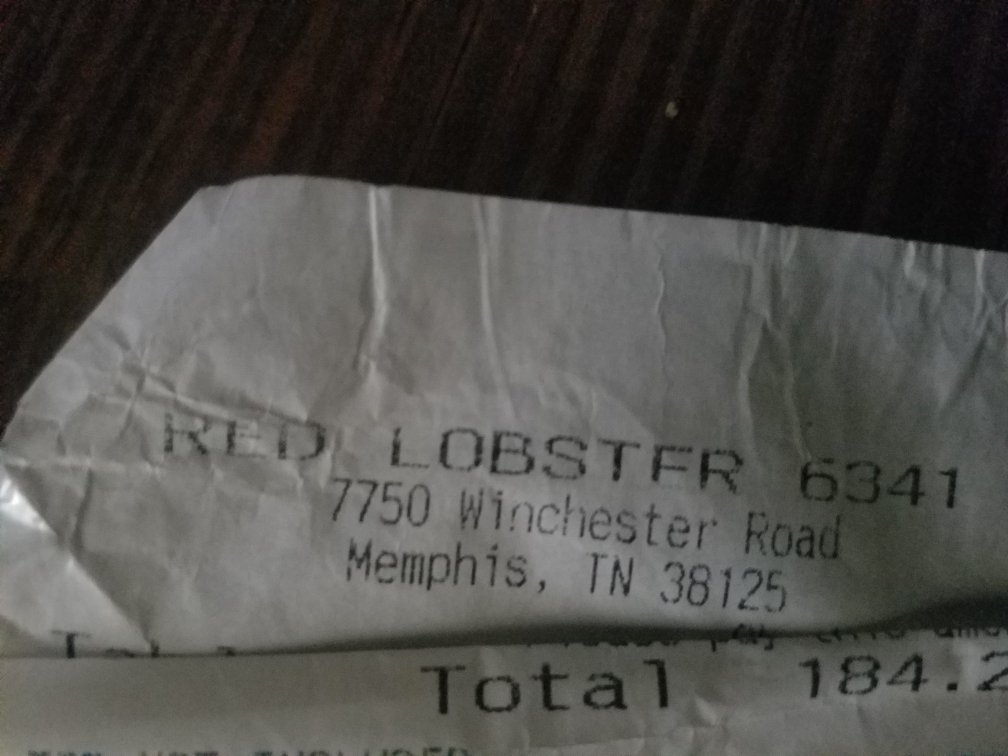 RED LOBSTER 6341
7750 Winchester Road
Memphis, TN 38125
Total 184.2